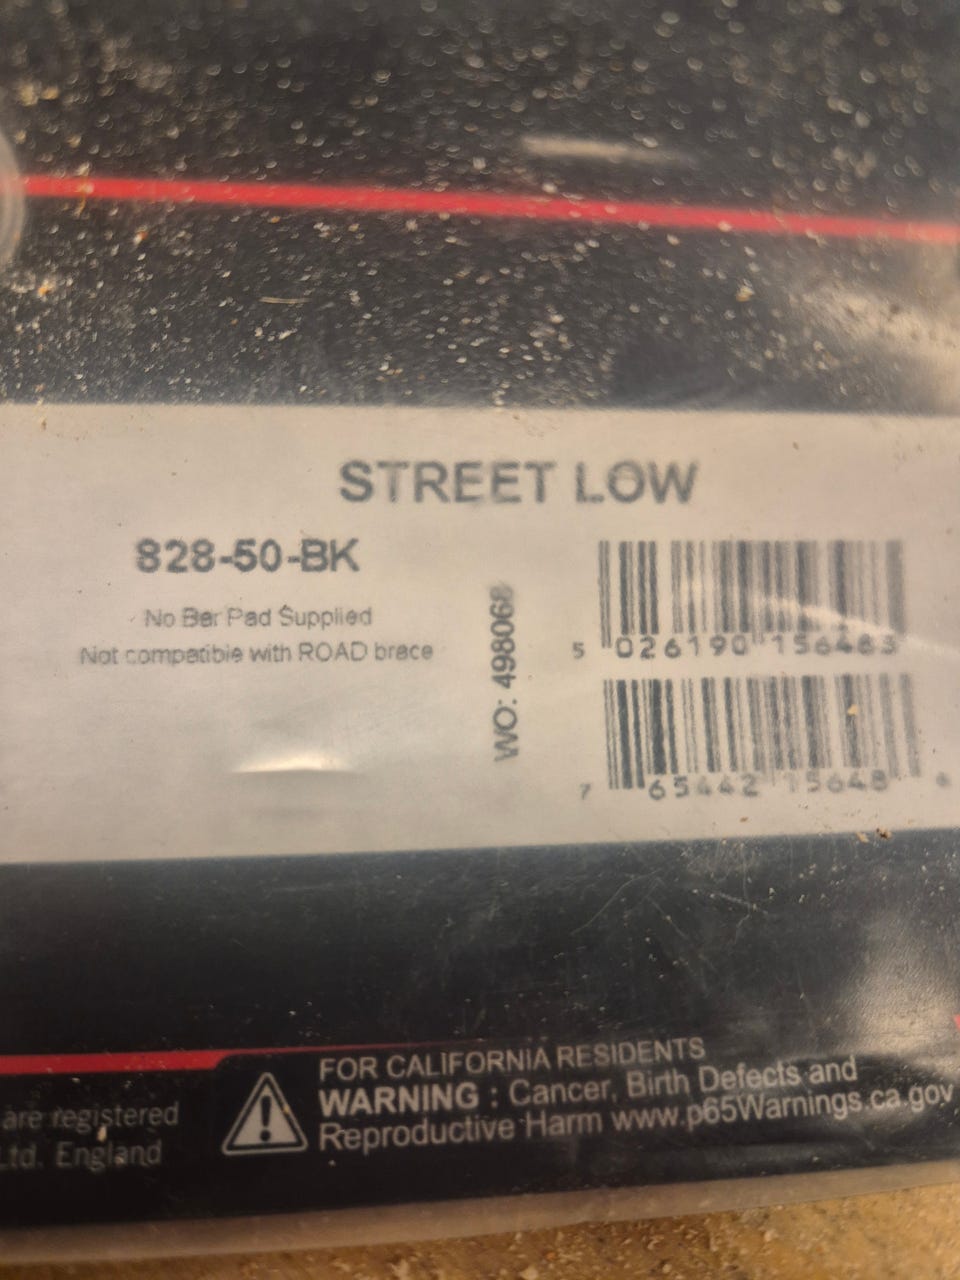 STREET LOW
828-50-BK
No Bar Pad Supplied
Not compatible with ROAD brace
WO: 498068
5 026190 156483
7 65442 15648
FOR CALIFORNIA RESIDENTS
WARNING : Cancer, Birth Defects and
Reproductive Harm www.p65Warnings.ca.gov
are registered
Ltd. England